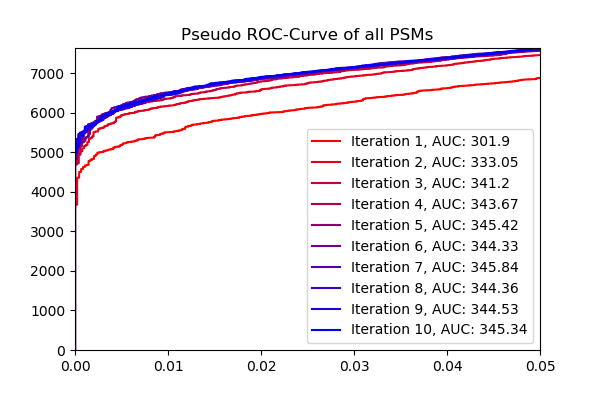 Pseudo ROC-Curve of all PSMs
7000
6000
5000
4000
3000
2000
1000
0
Iteration 1, AUC: 301.9
Iteration 2, AUC: 333.05
Iteration 3, AUC: 341.2
Iteration 4, AUC: 343.67
Iteration 5, AUC: 345.42
Iteration 6, AUC: 344.33
Iteration 7, AUC: 345.84
Iteration 8, AUC: 344.36
Iteration 9, AUC: 344.53
Iteration 10, AUC: 345.34
0.00 0.01 0.02 0.03 0.04 0.05